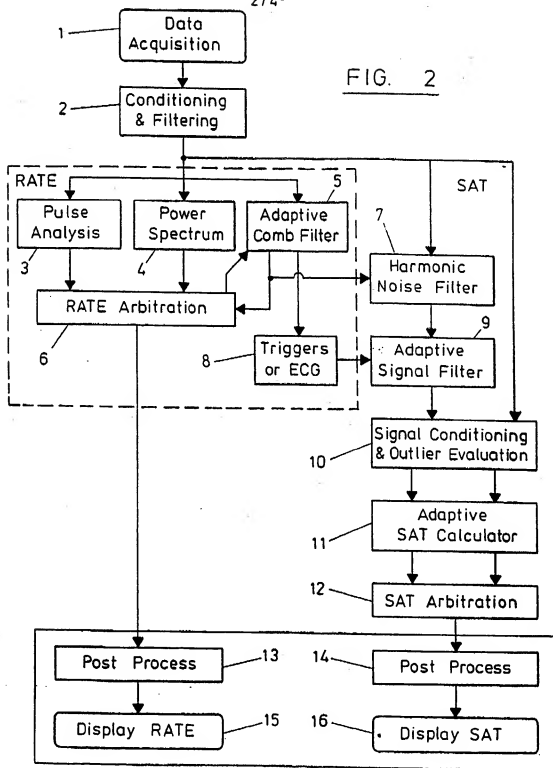 2/4
1
Data
Acquisition
FIG. 2
2
Conditioning
& Filtering
RATE
5
SAT
Pulse
Analysis
3
Power
Spectrum
4
Adaptive
Comb Filter
7
Harmonic
Noise Filter
RATE Arbitration
6
8
Triggers
or ECG
9
Adaptive
Signal Filter
10
Signal Conditioning
& Outlier Evaluation
11
Adaptive
SAT Calculator
12
SAT Arbitration
Post Process
13
14
Post Process
Display RATE
15
16
Display SAT